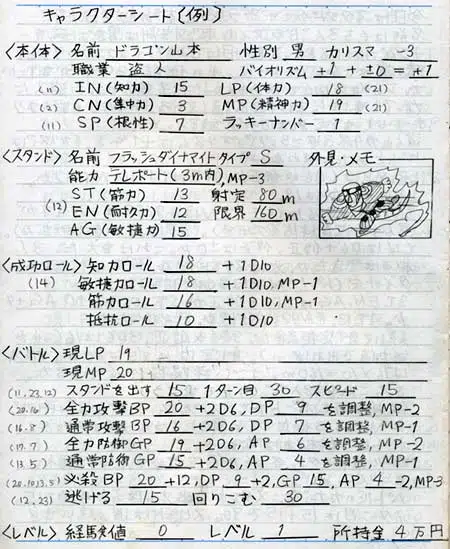 キャラクターシート〔例〕
〈本体〉 名前 ドラゴン山本 性別 男 カリスマ -3
職業 盗人 バイオリズム +1 + ±0 = +1
(11) IN(知力) 15 LP(体力) 18 (21)
(2) CN(集中力) 3 MP(精神力) 19 (21)
(11) SP(根性) 7 ラッキーナンバー 1
〈スタンド〉 名前 フラッシュダイナマイト タイプ S 外見・メモ
能力 テレポート(3m内) MP-3
ST(筋力) 13 射定 80 m
(12) EN(耐久力) 12 限界 160 m
AG(敏捷力) 15
〈成功ロール〉 知力ロール 18 +1D10
(14) 敏捷力ロール 18 +1D10, MP-1
筋力ロール 16 +1D10, MP-1
抵抗ロール 10 +1D10
〈バトル〉 現LP 19
現MP 20
(11,23,12) スタンドを出す 15 1ターン目 30 スピード 15
(20.16) 全力攻撃BP 20 +2D6, DP 9 を調整, MP-2
(16.8) 通常攻撃BP 16 +2D6, DP 7 を調整, MP-1
(17.7) 全力防御GP 19 +2D6, AP 6 を調整, MP-2
(13.5) 通常防御GP 15 +2D6, AP 4 を調整, MP-1
(20.10,13.5) 必殺BP 20 +12, DP 9 +2, GP 15, AP 4 -2, MP-3
(12,23) 逃げる 15 回りこむ 30
〈レベル〉 経験値 0 レベル 1 所持金 4万円